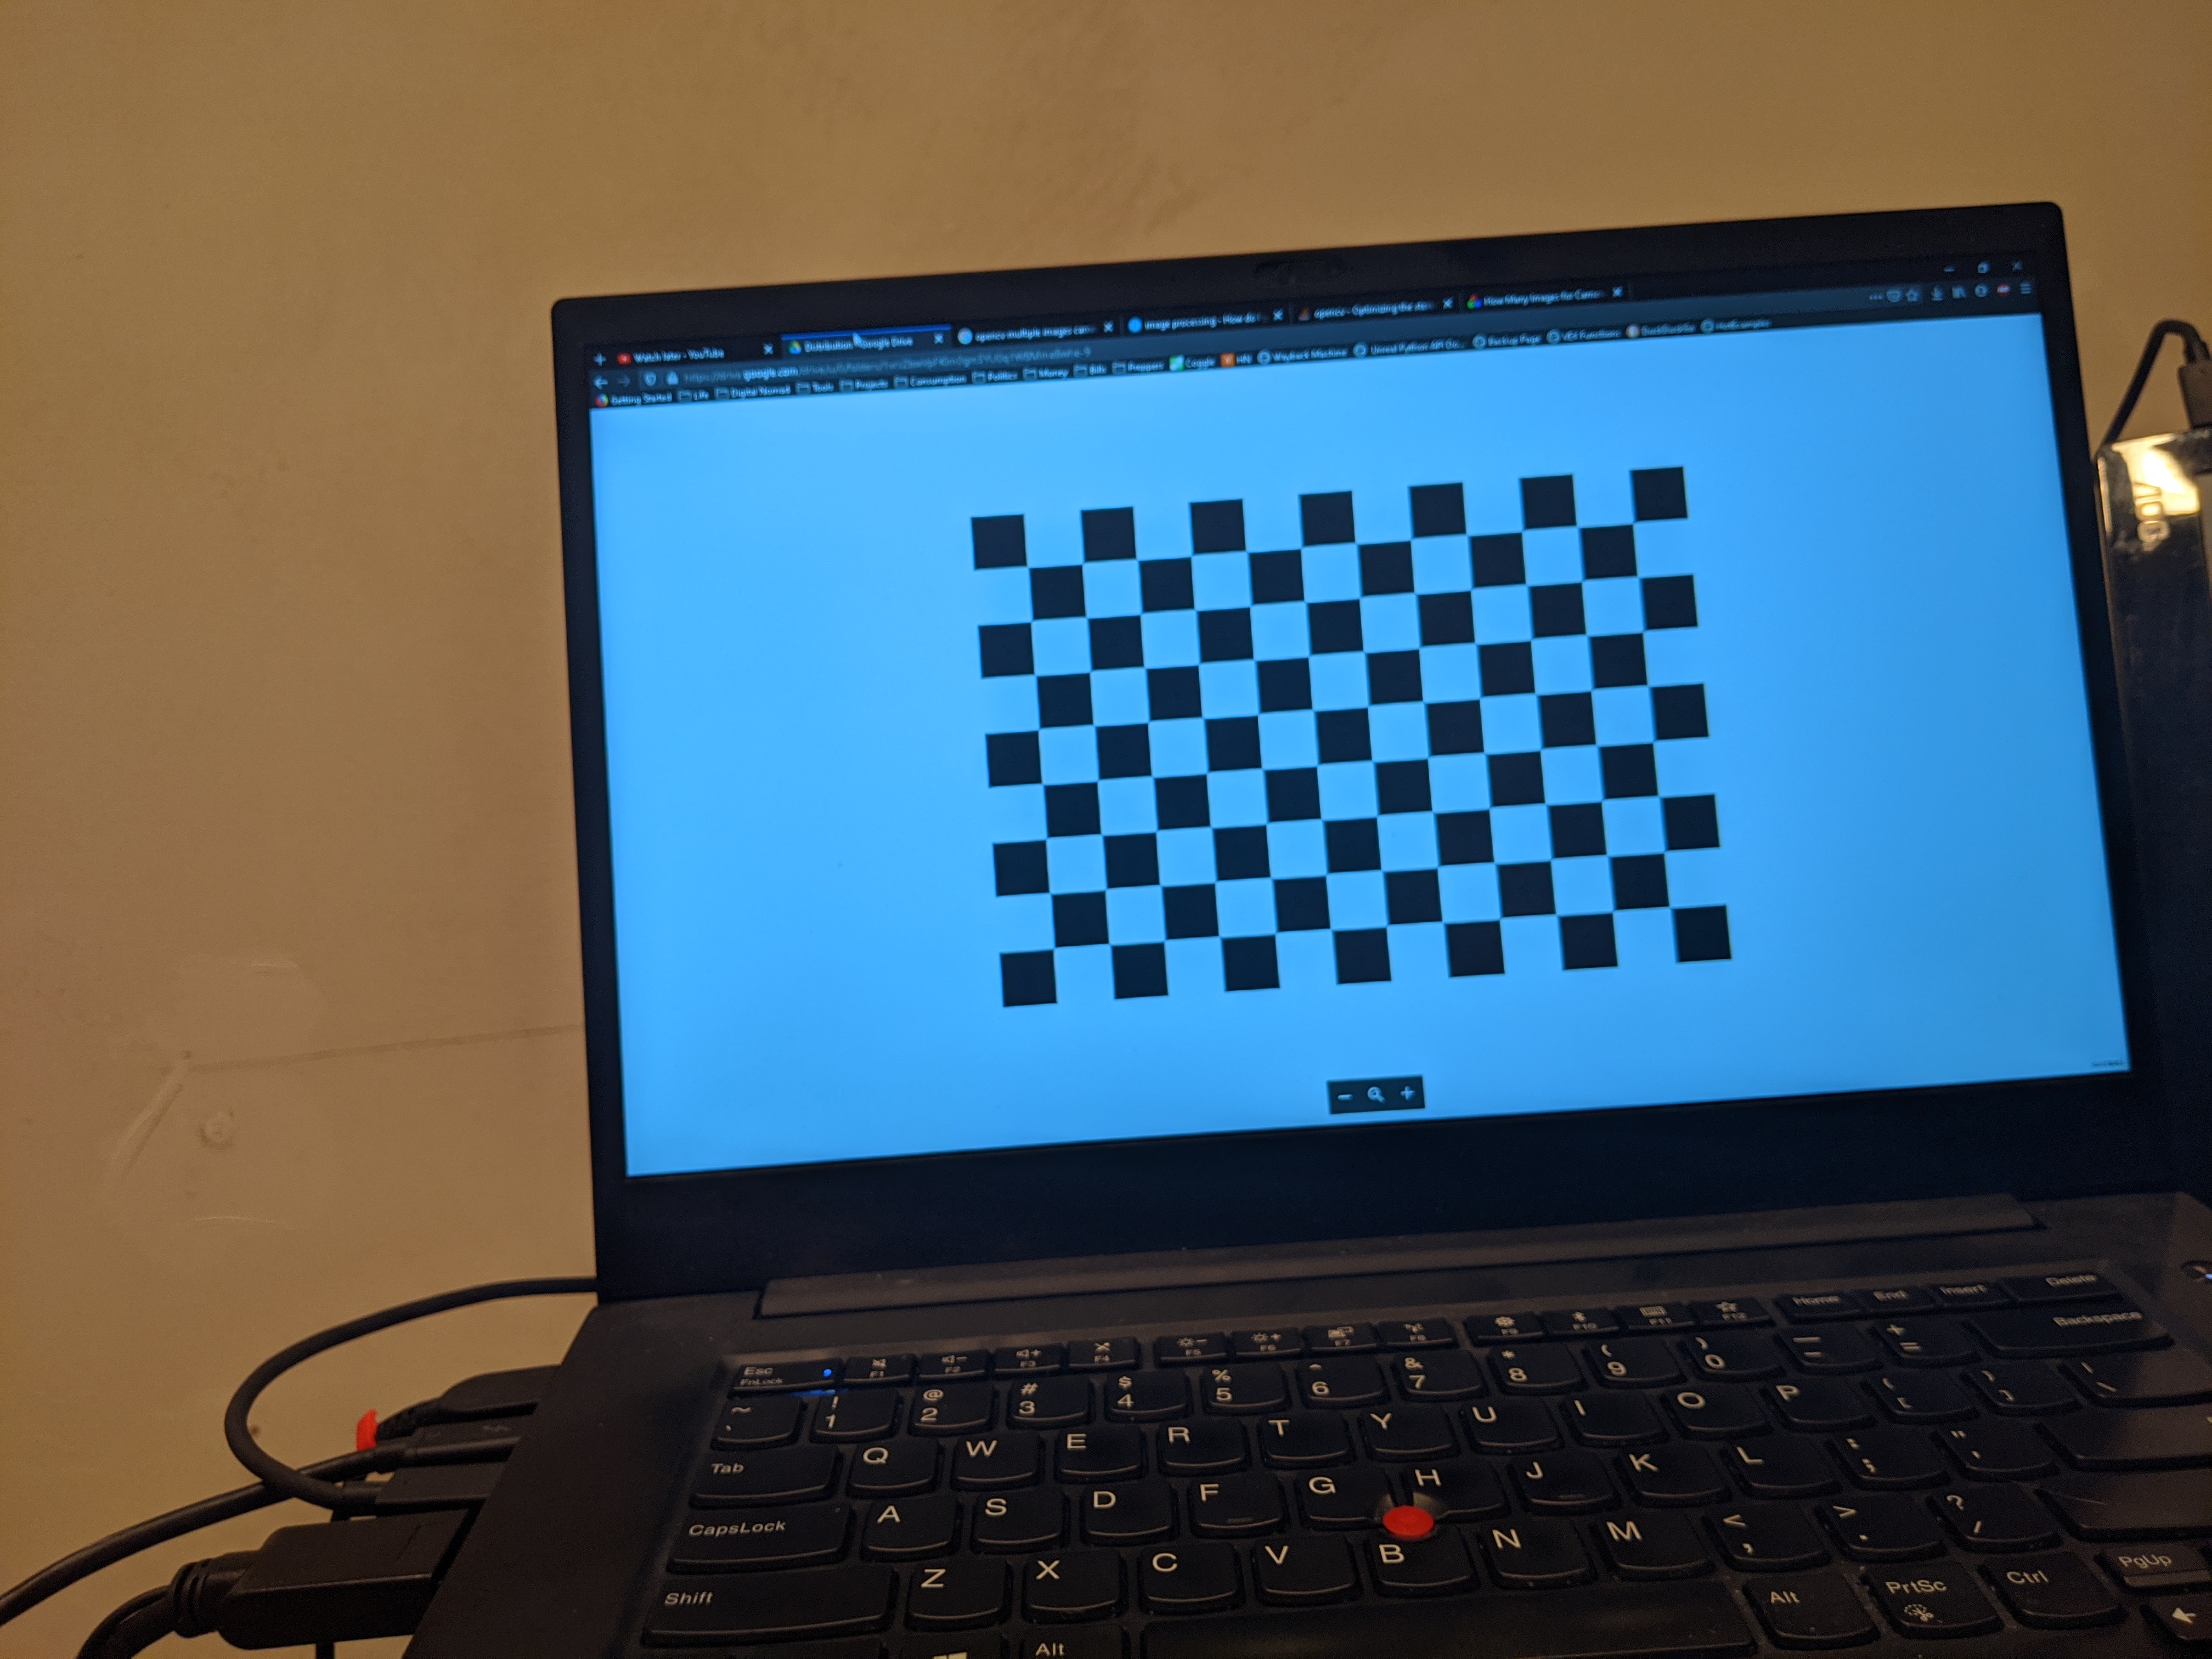 Watch later - YouTube
Distribution - Google Drive
opencv multiple images cam
image processing - How do I
opencv - Optimizing the ster
How Many Images for Came
google.com
Getting Started Life Digital Nomad Tools Projects Consumption Politics Money Bills Preppers Coggle HN Wayback Machine Unreal Python API Do... Backup Page VEX Functions DuckDuckGo HotExamples
Esc F1 F2 F3 F4 F5 F6 F7 F8 F9 F10 F11 F12 Home End Insert Delete
FnLock
~ ! @ # $ % ^ & * ( ) — + Backspace
` 1 2 3 4 5 6 7 8 9 0 - =
Tab Q W E R T Y U I O P { [ } ] | \
CapsLock A S D F G H J K L : ; " '
Shift Z X C V B N M < , > . ? /
Alt Alt PrtSc Ctrl PgUp